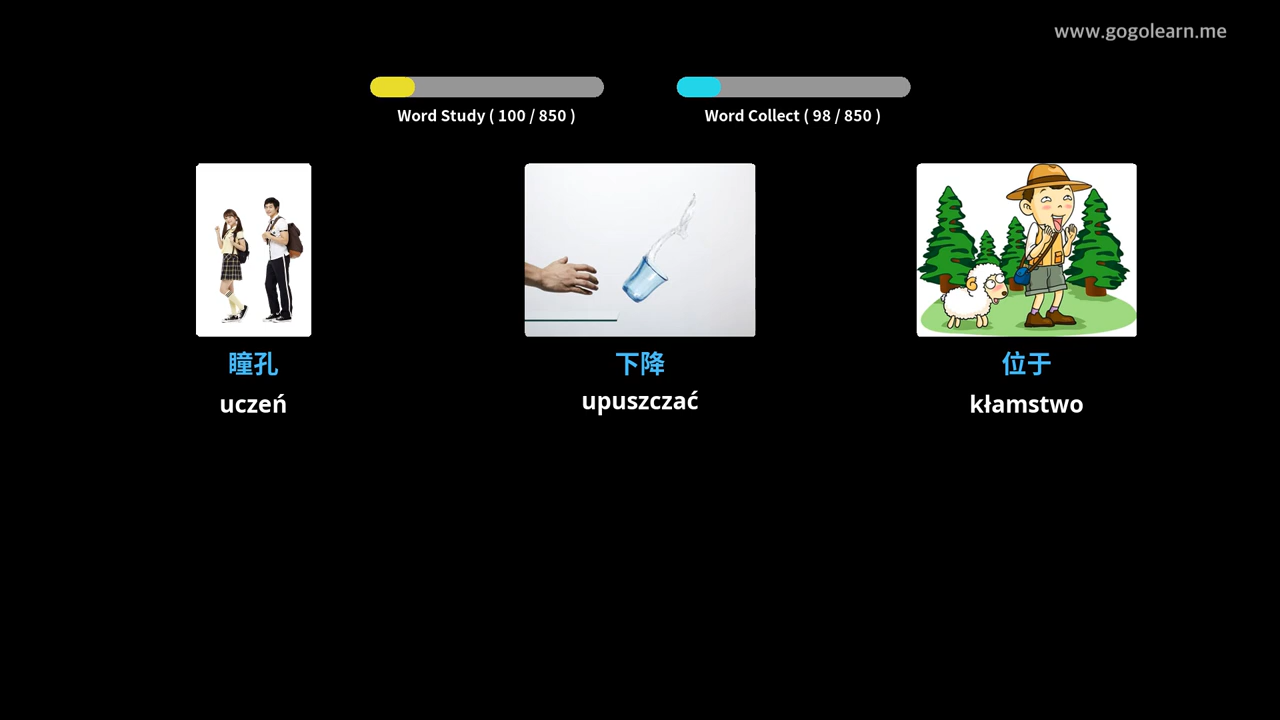 www.gogolearn.me
Word Study ( 100 / 850 )
Word Collect ( 98 / 850 )
瞳孔
下降
位于
uczeń
upuszczać
kłamstwo